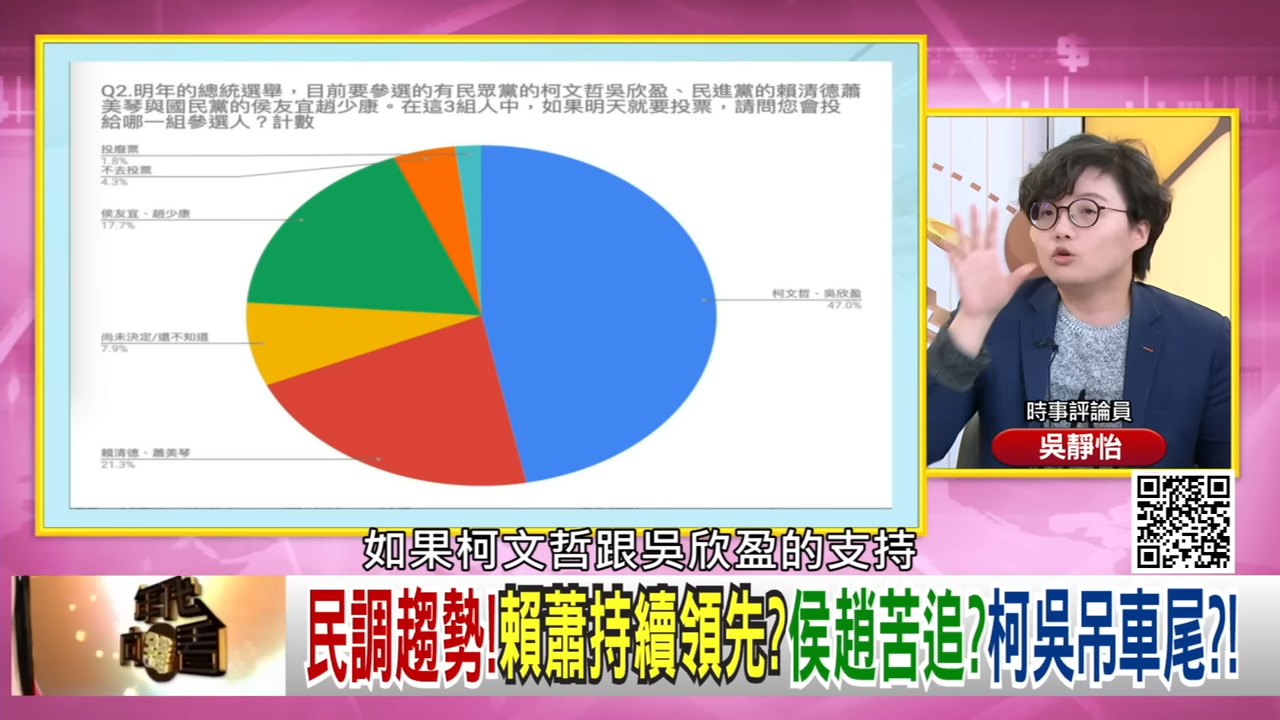 Q2.明年的總統選舉，目前要參選的有民眾黨的柯文哲吳欣盈、民進黨的賴清德蕭
美琴與國民黨的侯友宜趙少康。在這3組人中，如果明天就要投票，請問您會投
給哪一組參選人？計數
投廢票
1.8%
不去投票
4.3%
侯友宜、趙少康
17.7%
柯文哲、吳欣盈
47.0%
尚未決定/還不知道
7.9%
賴清德、蕭美琴
21.3%
時事評論員
吳靜怡
如果柯文哲跟吳欣盈的支持
年代向錢看
民調趨勢!賴蕭持續領先?侯趙苦追?柯吳吊車尾?!